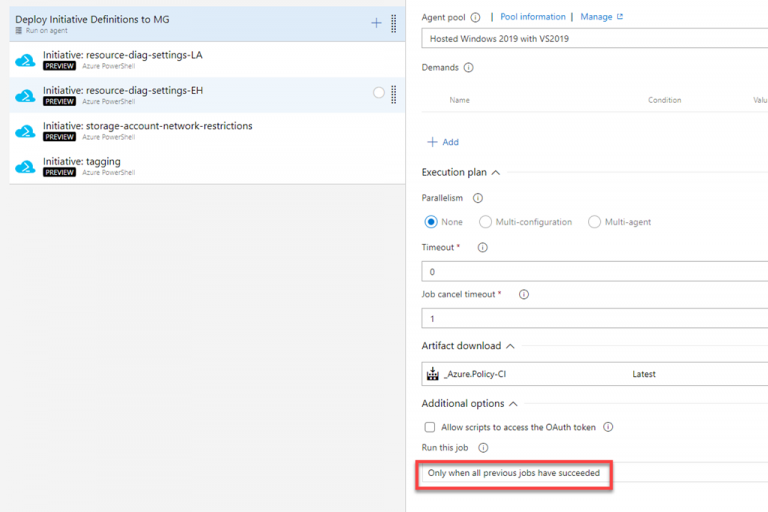 Deploy Initiative Definitions to MG
Run on agent
Initiative: resource-diag-settings-LA
PREVIEW Azure PowerShell
Initiative: resource-diag-settings-EH
PREVIEW Azure PowerShell
Initiative: storage-account-network-restrictions
PREVIEW Azure PowerShell
Initiative: tagging
PREVIEW Azure PowerShell
Agent pool | Pool information | Manage
Hosted Windows 2019 with VS2019
Demands
Name Condition Valu
+ Add
Execution plan
Parallelism
None Multi-configuration Multi-agent
Timeout *
0
Job cancel timeout *
1
Artifact download
_Azure.Policy-CI Latest
Additional options
Allow scripts to access the OAuth token
Run this job
Only when all previous jobs have succeeded